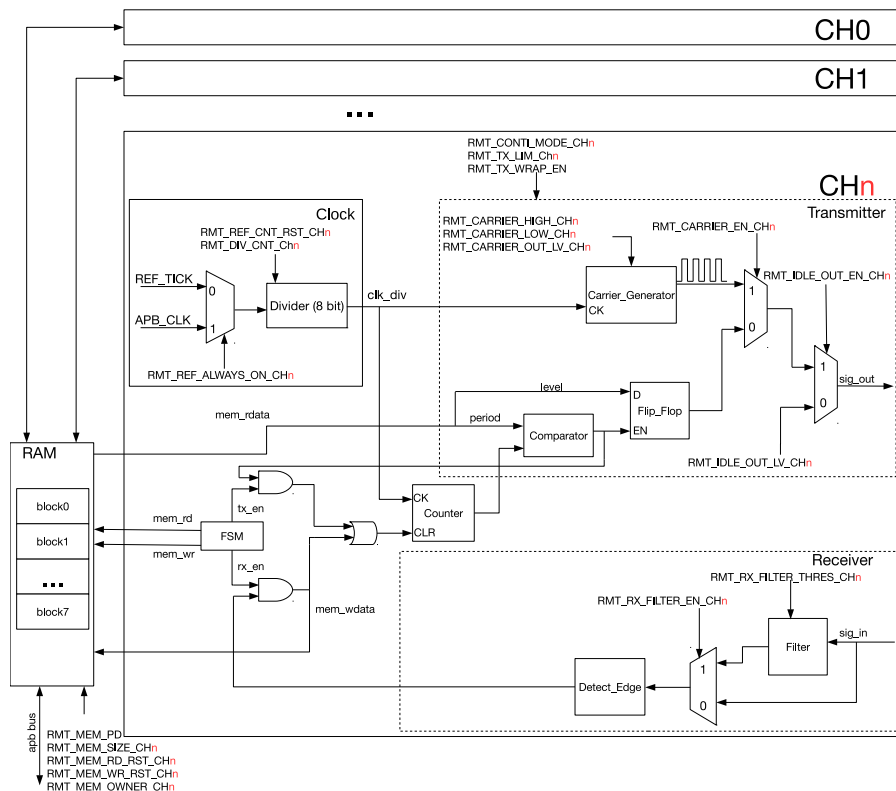 CH0
CH1
...
RMT_CONTI_MODE_CHn
RMT_TX_LIM_Chn
RMT_TX_WRAP_EN
CHn
Clock
Transmitter
RMT_REF_CNT_RST_CHn
RMT_DIV_CNT_Chn
RMT_CARRIER_HIGH_CHn
RMT_CARRIER_LOW_CHn
RMT_CARRIER_OUT_LV_CHn
RMT_CARRIER_EN_CHn
RMT_IDLE_OUT_EN_CHn
REF_TICK
0
Divider (8 bit)
clk_div
Carrier_Generator
CK
1
0
APB_CLK
1
RMT_REF_ALWAYS_ON_CHn
1
0
sig_out
level
D
Flip_Flop
EN
mem_rdata
period
Comparator
RMT_IDLE_OUT_LV_CHn
RAM
block0
block1
...
block7
mem_rd
mem_wr
tx_en
FSM
rx_en
CK
Counter
CLR
mem_wdata
Receiver
RMT_RX_FILTER_THRES_CHn
RMT_RX_FILTER_EN_CHn
sig_in
Filter
1
0
Detect_Edge
apb bus
RMT_MEM_PD
RMT_MEM_SIZE_CHn
RMT_MEM_RD_RST_CHn
RMT_MEM_WR_RST_CHn
RMT_MEM_OWNER_CHn